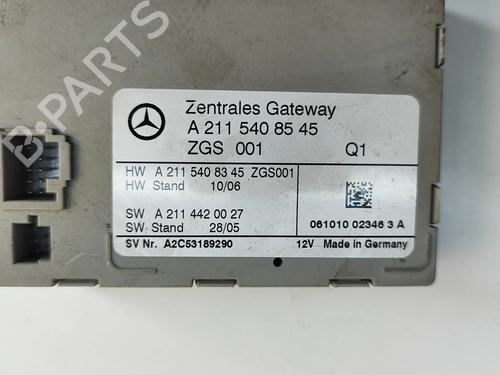 Zentrales Gateway
A 211 540 85 45
ZGS 001 Q1
HW A 211 540 83 45 ZGS001
HW Stand 10/06
SW A 211 442 00 27
SW Stand 28/05
061010 02346 3 A
SV Nr. A2C53189290 12V Made in Germany
B-PARTS